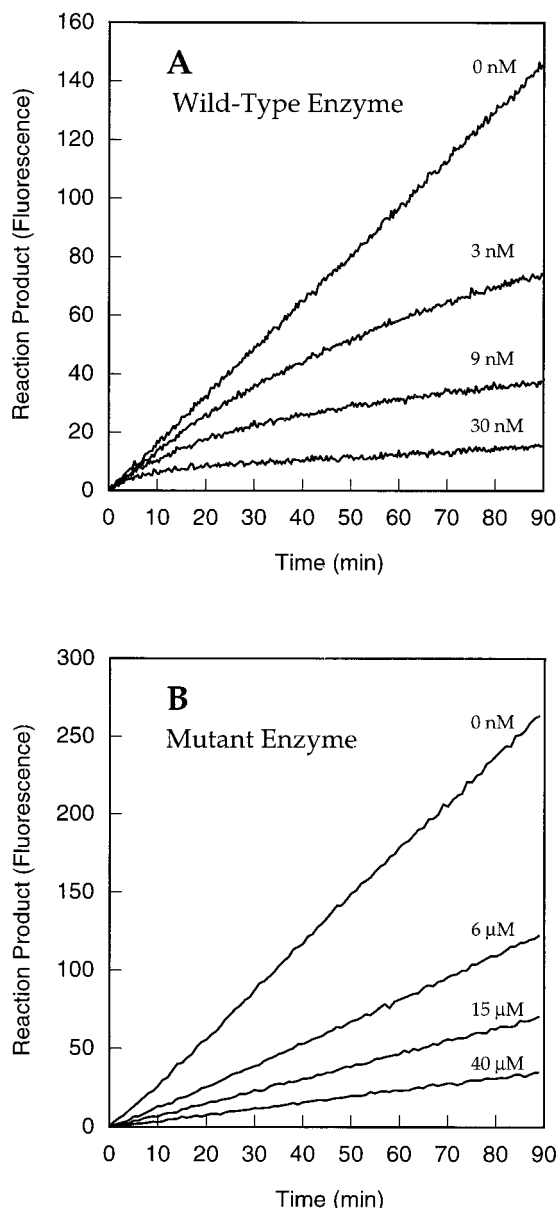 A
Wild-Type Enzyme
Reaction Product (Fluorescence)
160
140
120
100
80
60
40
20
0
0 nM
3 nM
9 nM
30 nM
0 10 20 30 40 50 60 70 80 90
Time (min)
B
Mutant Enzyme
Reaction Product (Fluorescence)
300
250
200
150
100
50
0
0 nM
6 µM
15 µM
40 µM
0 10 20 30 40 50 60 70 80 90
Time (min)